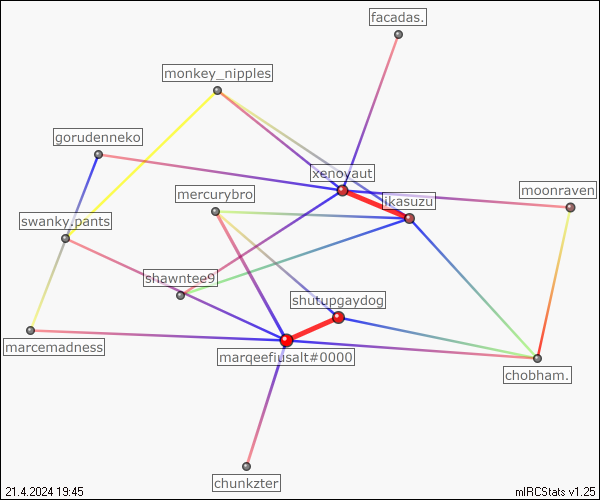 facadas.
monkey_nipples
gorudenneko
xenoyaut
mercurybro
ikasuzu
moonraven
swanky.pants
shawntee9
shutupgaydog
marcemadness
marqeefiusalt#0000
chobham.
chunkzter
21.4.2024 19:45
mIRCStats v1.25